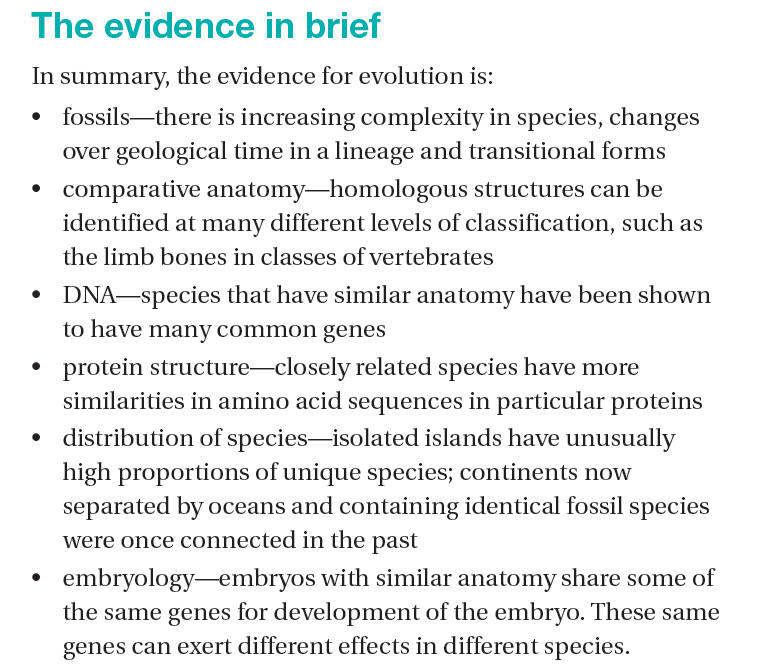 The evidence in brief
In summary, the evidence for evolution is:
• fossils—there is increasing complexity in species, changes
over geological time in a lineage and transitional forms
• comparative anatomy—homologous structures can be
identified at many different levels of classification, such as
the limb bones in classes of vertebrates
• DNA—species that have similar anatomy have been shown
to have many common genes
• protein structure—closely related species have more
similarities in amino acid sequences in particular proteins
• distribution of species—isolated islands have unusually
high proportions of unique species; continents now
separated by oceans and containing identical fossil species
were once connected in the past
• embryology—embryos with similar anatomy share some of
the same genes for development of the embryo. These same
genes can exert different effects in different species.